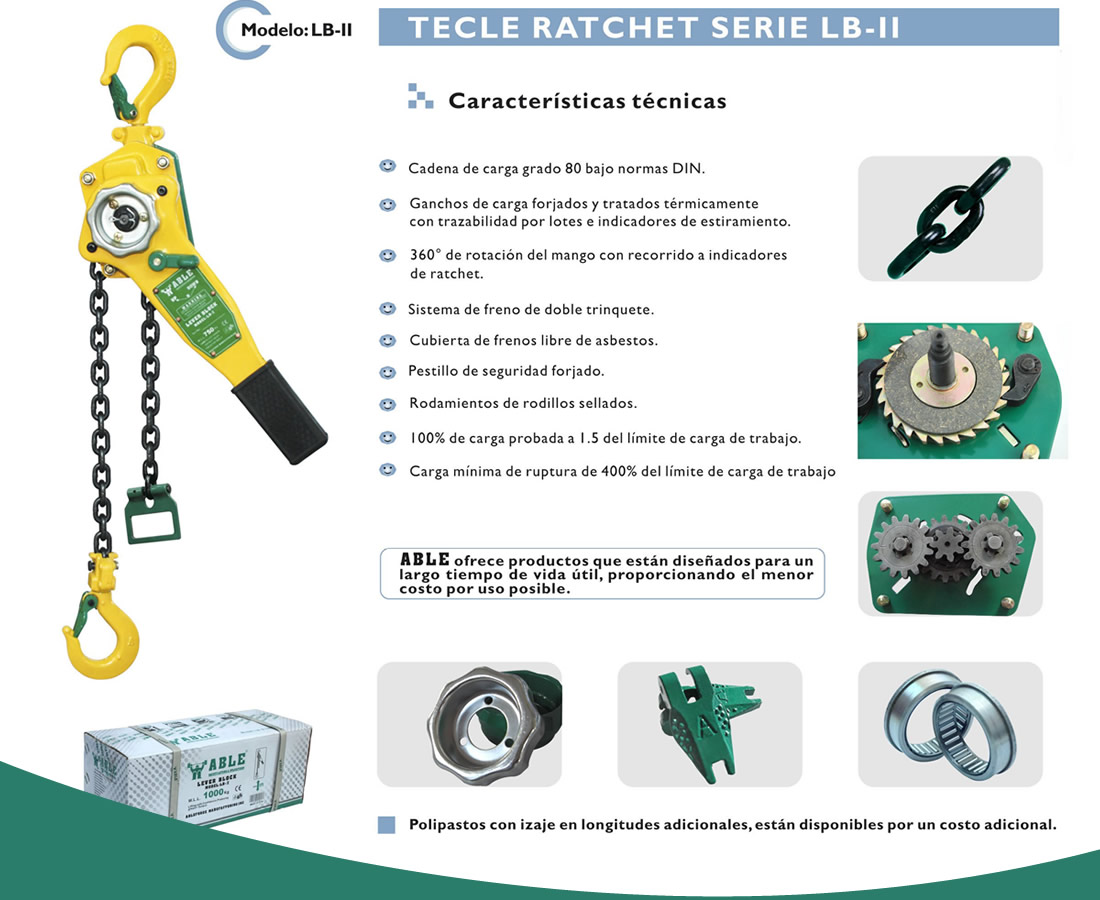 Modelo: LB-II
TECLE RATCHET SERIE LB-II
Características técnicas
Cadena de carga grado 80 bajo normas DIN.
Ganchos de carga forjados y tratados térmicamente
con trazabilidad por lotes e indicadores de estiramiento.
360° de rotación del mango con recorrido a indicadores
de ratchet.
Sistema de freno de doble trinquete.
Cubierta de frenos libre de asbestos.
Pestillo de seguridad forjado.
Rodamientos de rodillos sellados.
100% de carga probada a 1.5 del límite de carga de trabajo.
Carga mínima de ruptura de 400% del límite de carga de trabajo
ABLE ofrece productos que están diseñados para un
largo tiempo de vida útil, proporcionando el menor
costo por uso posible.
Polipastos con izaje en longitudes adicionales, están disponibles por un costo adicional.
ABLE
WARNING
LEVER BLOCK
750
ABLE
LEVER BLOCK
W.L.L. 1000kg
CE
A